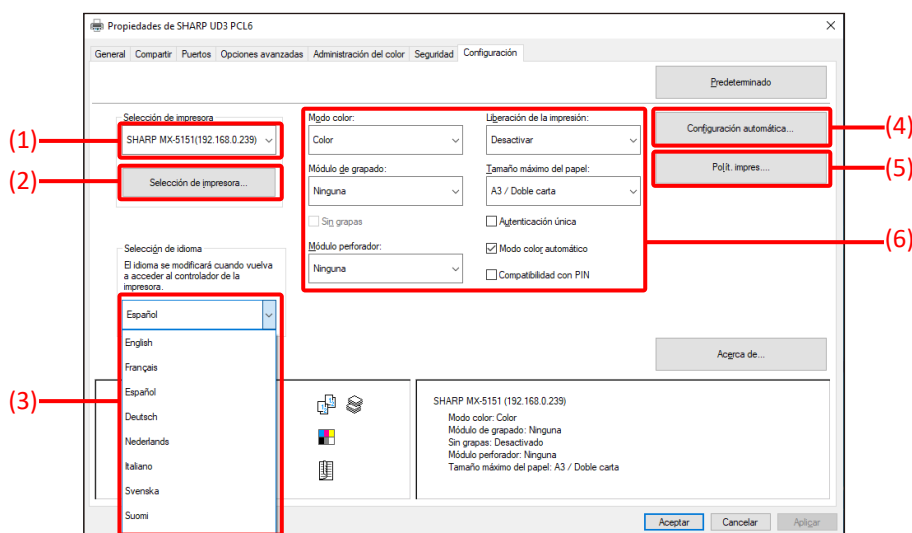 Propiedades de SHARP UD3 PCL6
General Compartir Puertos Opciones avanzadas Administración del color Seguridad Configuración
Predeterminado
Selección de impresora
SHARP MX-5151(192.168.0.239)
Selección de impresora...
Selección de idioma
El idioma se modificará cuando vuelva
a acceder al controlador de la
impresora.
Español
English
Français
Español
Deutsch
Nederlands
Italiano
Svenska
Suomi
Modo color:
Color
Módulo de grapado:
Ninguna
Sin grapas
Módulo perforador:
Ninguna
Liberación de la impresión:
Desactivar
Tamaño máximo del papel:
A3 / Doble carta
Autenticación única
Modo color automático
Compatibilidad con PIN
Configuración automática...
Polít. impres....
Acerca de...
SHARP MX-5151 (192.168.0.239)
Modo color: Color
Módulo de grapado: Ninguna
Sin grapas: Desactivado
Módulo perforador: Ninguna
Tamaño máximo del papel: A3 / Doble carta
Aceptar Cancelar Aplicar
(1)
(2)
(3)
(4)
(5)
(6)